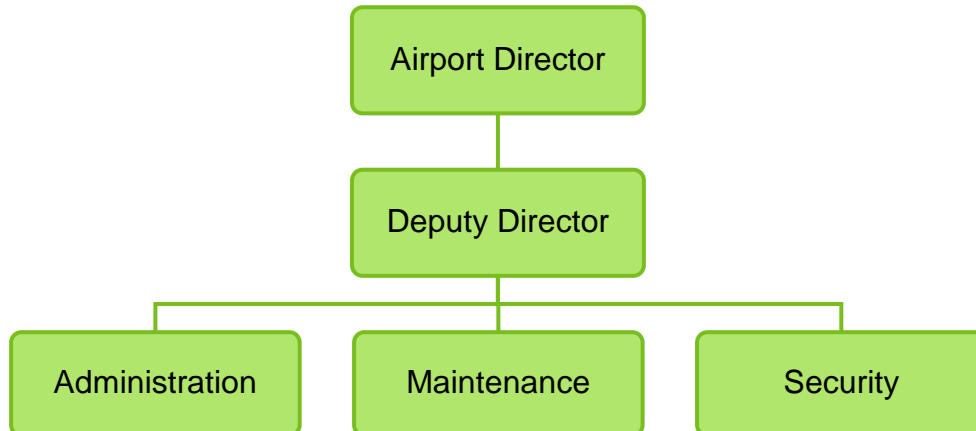 Airport Director
Deputy Director
Administration
Maintenance
Security